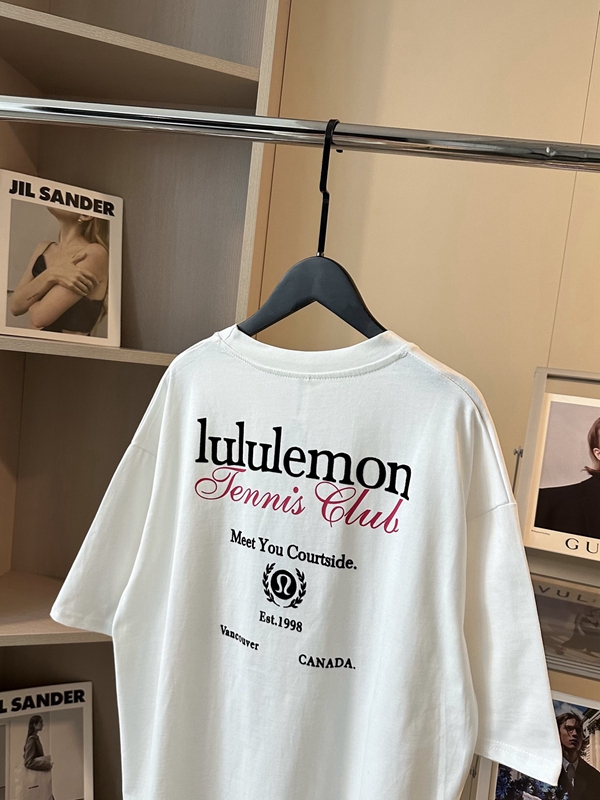 JIL SANDER
lululemon
Tennis Club
Meet You Courtside.
Est.1998
Vancouver
CANADA.
GU
VUL
L SANDER